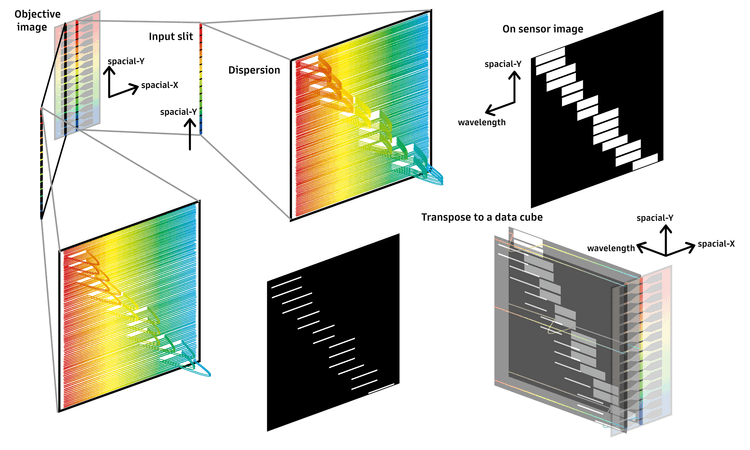 Objective
image
spacial-Y
spacial-X
Input slit
spacial-Y
Dispersion
On sensor image
spacial-Y
wavelength
Transpose to a data cube
spacial-Y
wavelength
spacial-X